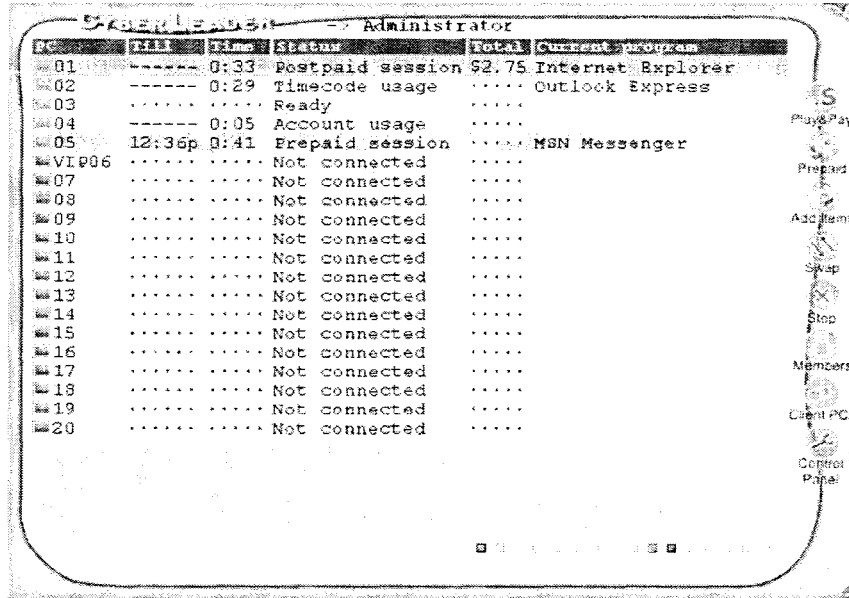 CYBERLEADER -> Administrator
PC Till Time Status Total Current program
01 ------ 0:33 Postpaid session $2.75 Internet Explorer
02 ------ 0:29 Timecode usage ····· Outlook Express
03 ······ ····· Ready ·····
04 ------ 0:05 Account usage ·····
05 12:36p 0:41 Prepaid session ····· MSN Messenger
VIP06 ······ ····· Not connected ·····
07 ······ ····· Not connected ·····
08 ······ ····· Not connected ·····
09 ······ ····· Not connected ·····
10 ······ ····· Not connected ·····
11 ······ ····· Not connected ·····
12 ······ ····· Not connected ·····
13 ······ ····· Not connected ·····
14 ······ ····· Not connected ·····
15 ······ ····· Not connected ·····
16 ······ ····· Not connected ·····
17 ······ ····· Not connected ·····
18 ······ ····· Not connected ·····
19 ······ ····· Not connected ·····
20 ······ ····· Not connected ·····
Play&Pay
Prepaid
Add Items
Swap
Stop
Members
Client PC
Control
Panel